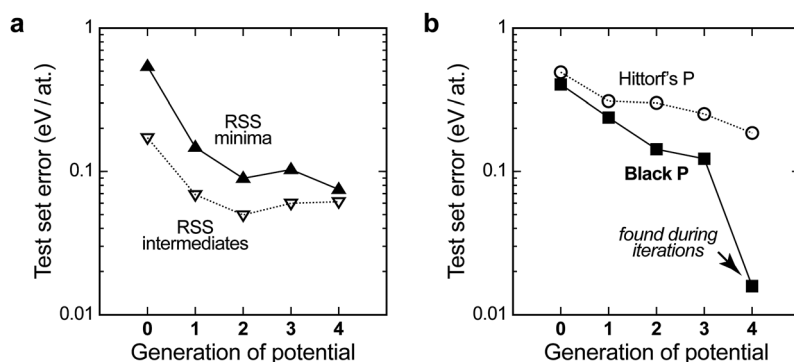 a
Test set error (eV / at.)
1
0.1
0.01
RSS
minima
RSS
intermediates
0 1 2 3 4
Generation of potential
b
Test set error (eV / at.)
1
0.1
0.01
Hittorf's P
Black P
found during
iterations
0 1 2 3 4
Generation of potential